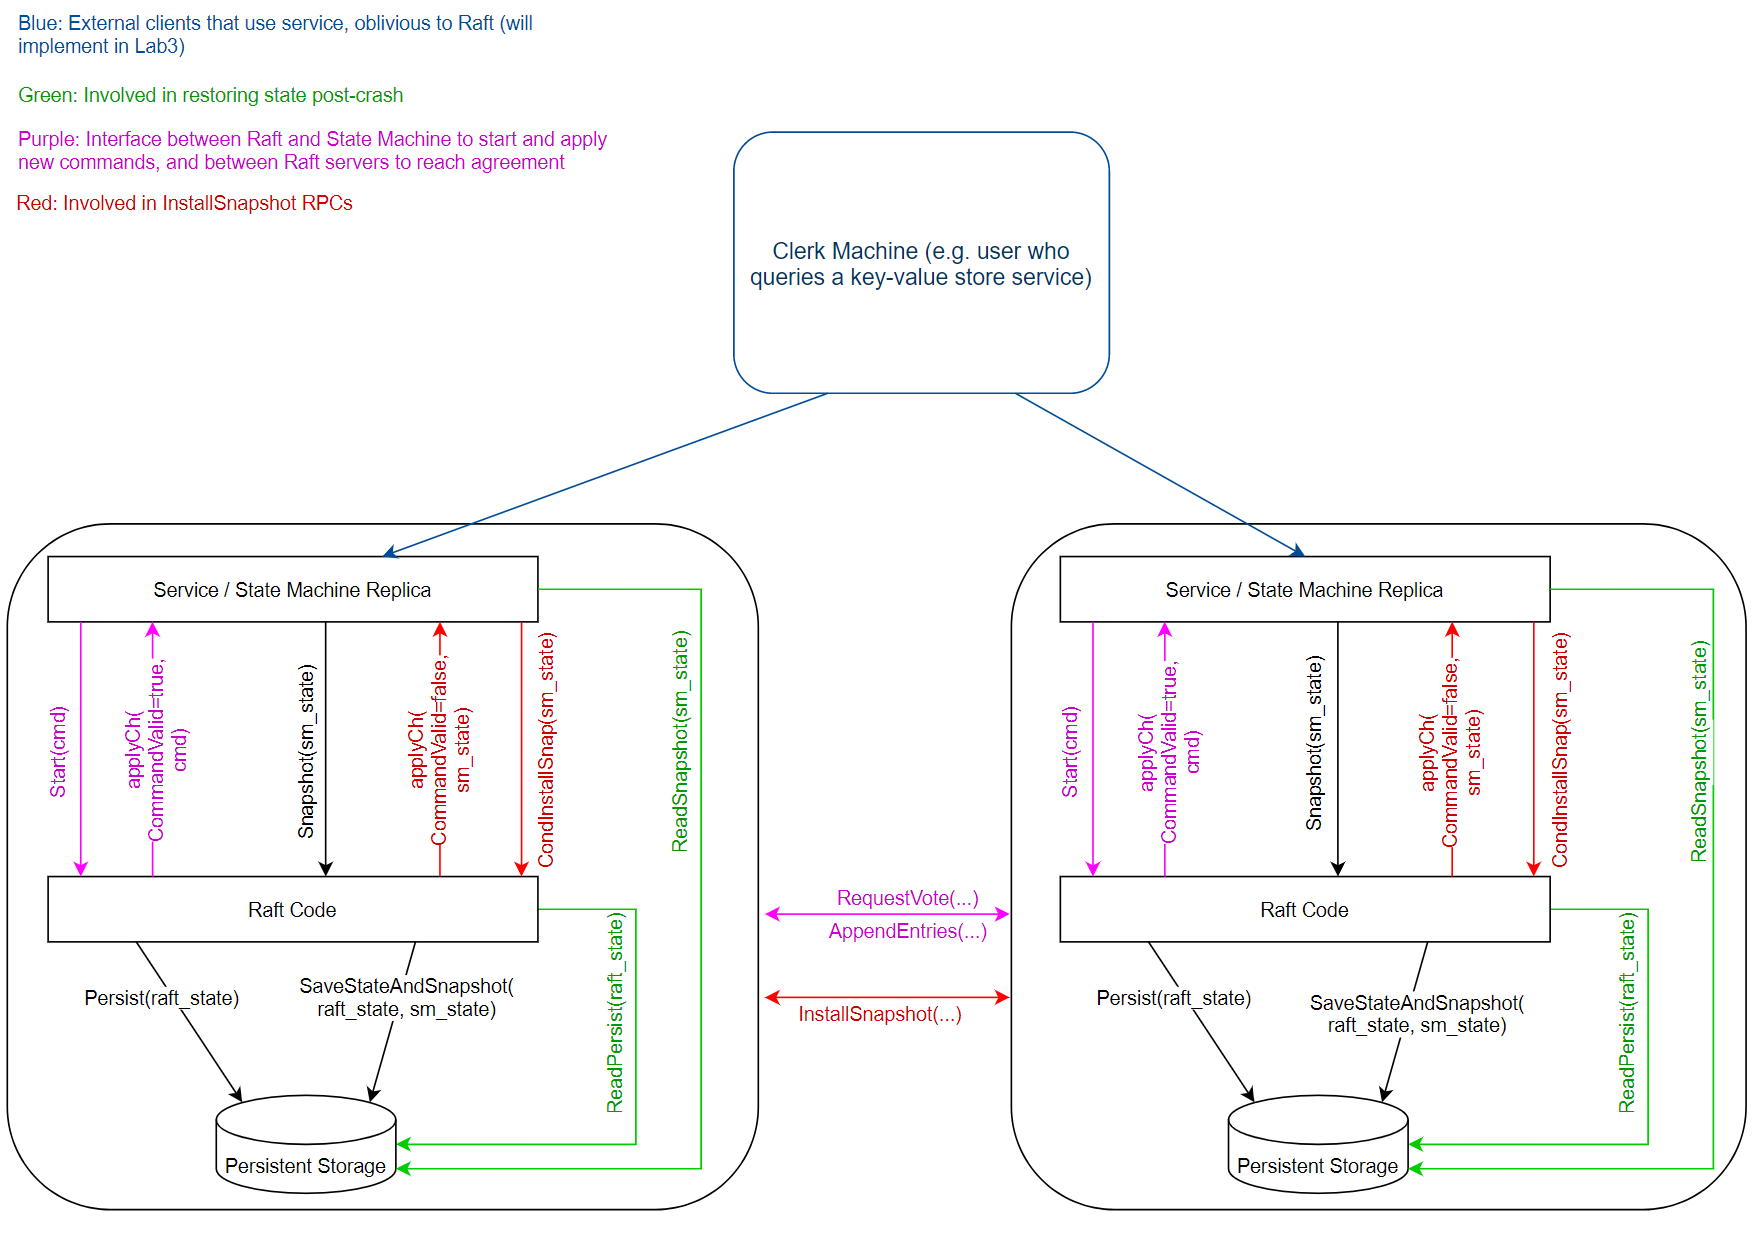 Blue: External clients that use service, oblivious to Raft (will
implement in Lab3)
Green: Involved in restoring state post-crash
Purple: Interface between Raft and State Machine to start and apply
new commands, and between Raft servers to reach agreement
Red: Involved in InstallSnapshot RPCs
Clerk Machine (e.g. user who
queries a key-value store service)
Service / State Machine Replica
Start(cmd)
applyCh(
CommandValid=true,
cmd)
Snapshot(sm_state)
applyCh(
CommandValid=false,
sm_state)
CondInstallSnap(sm_state)
ReadSnapshot(sm_state)
Raft Code
Persist(raft_state)
SaveStateAndSnapshot(
raft_state, sm_state)
ReadPersist(raft_state)
Persistent Storage
RequestVote(...)
AppendEntries(...)
InstallSnapshot(...)
Service / State Machine Replica
Start(cmd)
applyCh(
CommandValid=true,
cmd)
Snapshot(sm_state)
applyCh(
CommandValid=false,
sm_state)
CondInstallSnap(sm_state)
ReadSnapshot(sm_state)
Raft Code
Persist(raft_state)
SaveStateAndSnapshot(
raft_state, sm_state)
ReadPersist(raft_state)
Persistent Storage